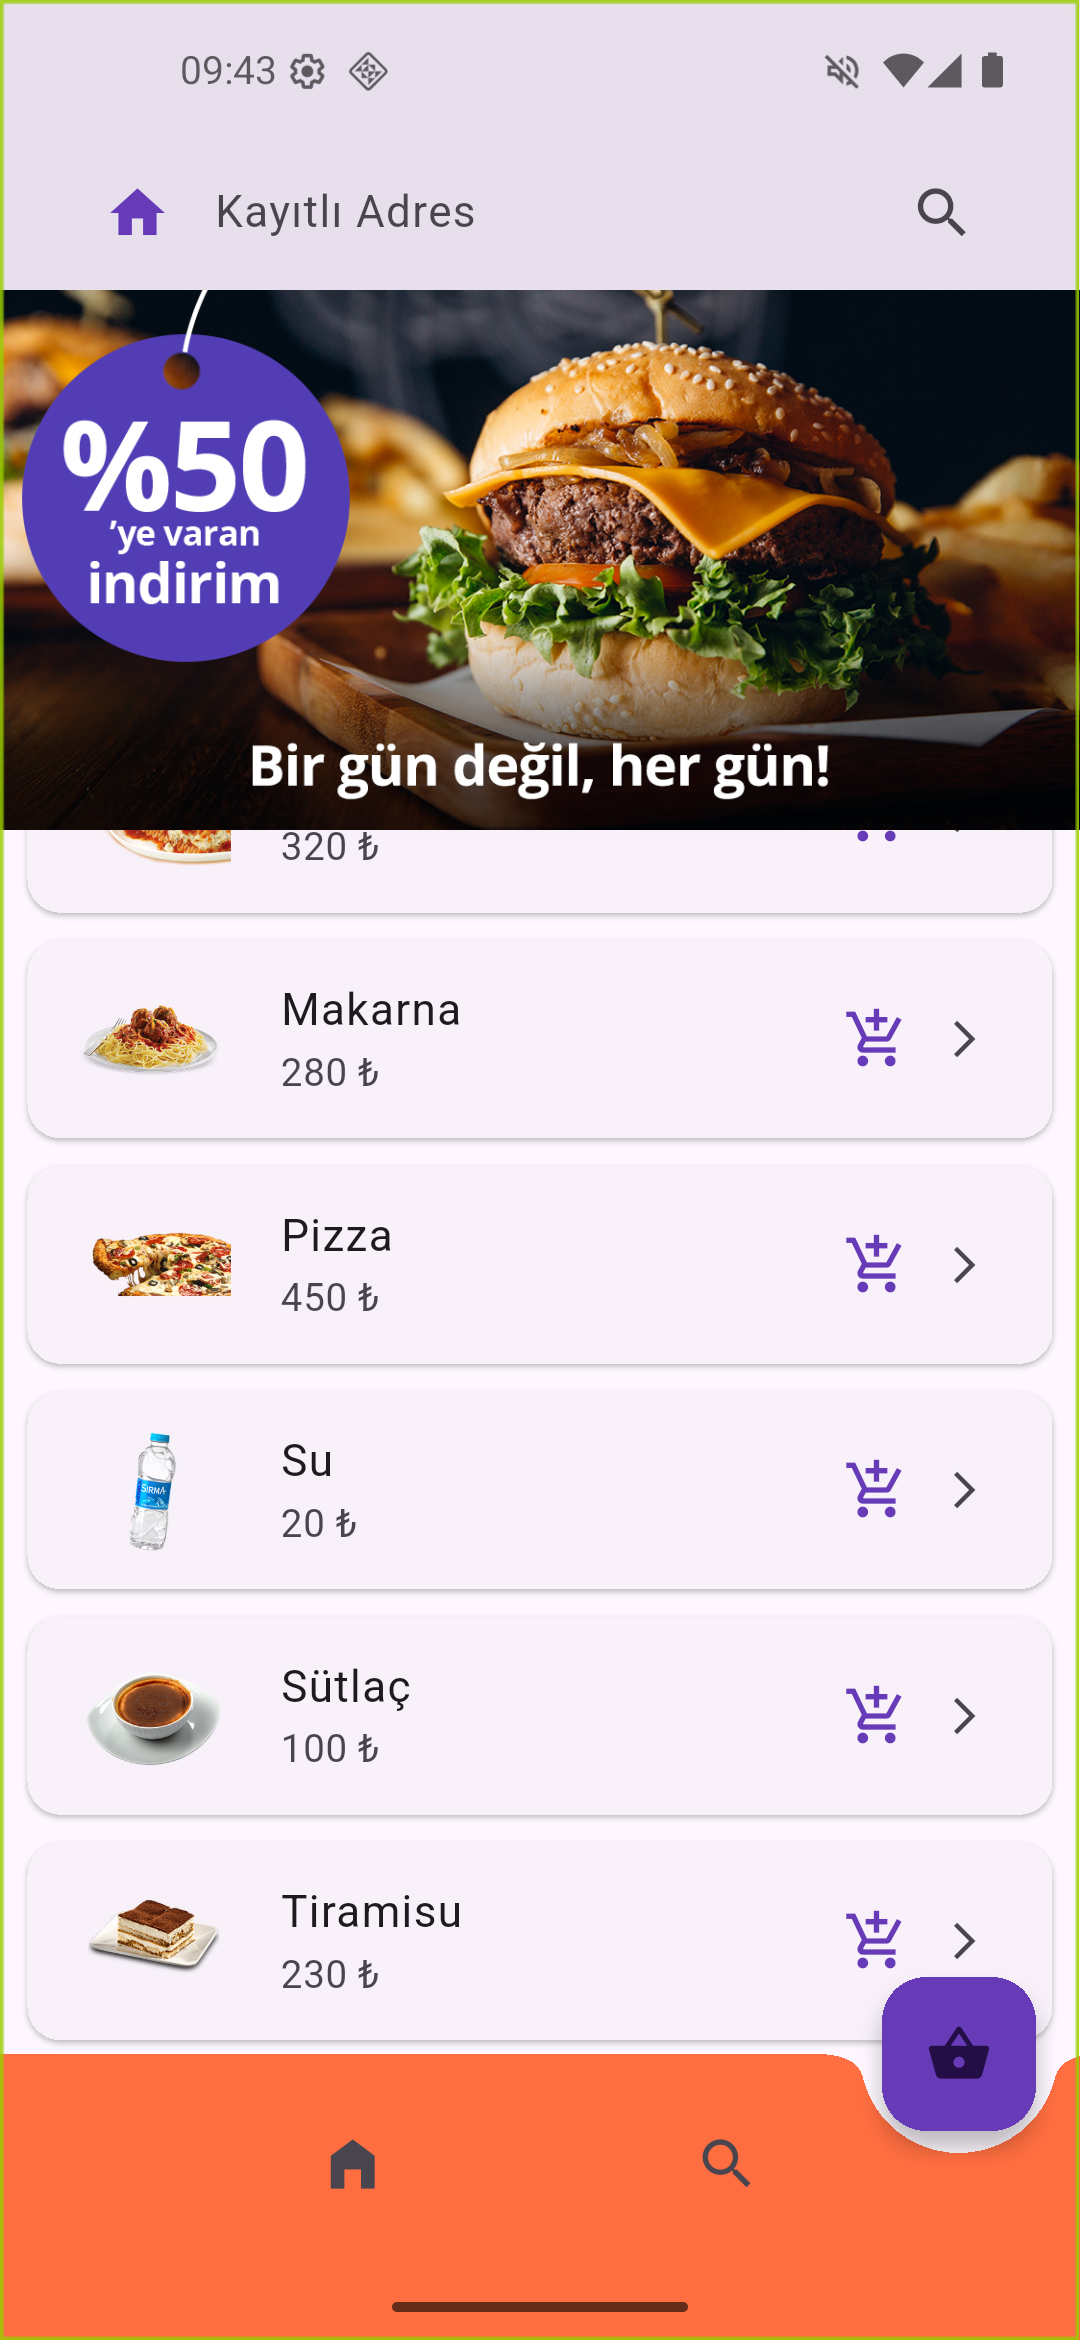 09:43
Kayıtlı Adres
%50
'ye varan
indirim
Bir gün değil, her gün!
320 ₺
Makarna
280 ₺
Pizza
450 ₺
SIRMA
Su
20 ₺
Sütlaç
100 ₺
Tiramisu
230 ₺